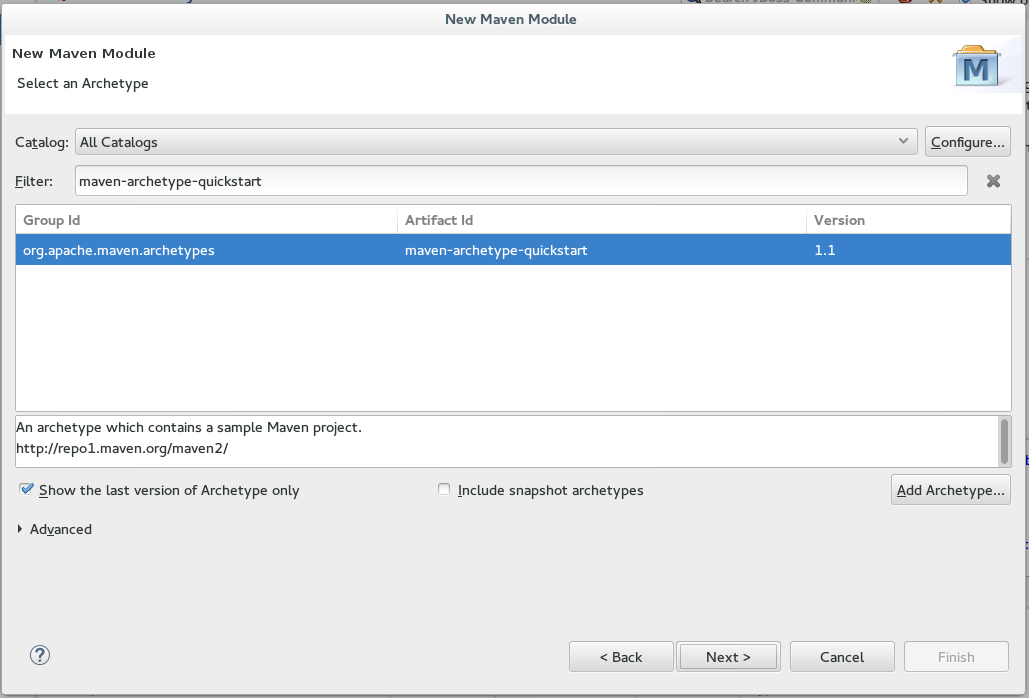 New Maven Module
New Maven Module
Select an Archetype
M
Catalog: All Catalogs Configure...
Filter: maven-archetype-quickstart
Group Id Artifact Id Version
org.apache.maven.archetypes maven-archetype-quickstart 1.1
An archetype which contains a sample Maven project.
http://repo1.maven.org/maven2/
Show the last version of Archetype only Include snapshot archetypes Add Archetype...
Advanced
? < Back Next > Cancel Finish